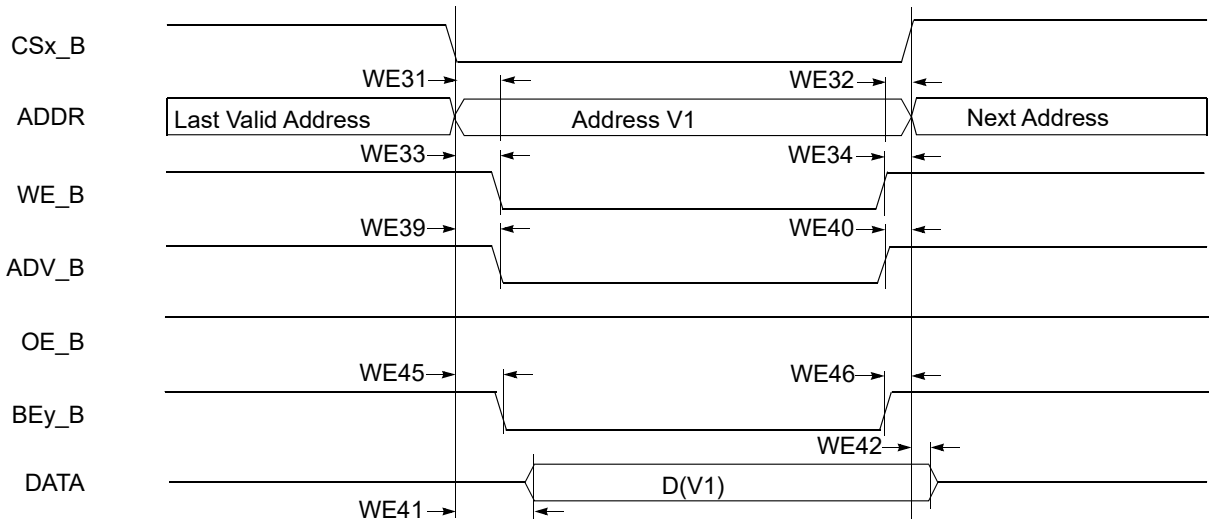 CSx_B
WE31
WE32
ADDR
Last Valid Address
Address V1
Next Address
WE33
WE34
WE_B
WE39
WE40
ADV_B
OE_B
WE45
WE46
BEy_B
WE42
DATA
D(V1)
WE41